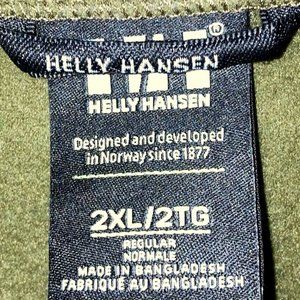 HELLY HANSEN
HH
®
HELLY HANSEN
Designed and developed
in Norway since 1877
2XL/2TG
REGULAR
NORMALE
MADE IN BANGLADESH
FABRIQUÉ AU BANGLADESH